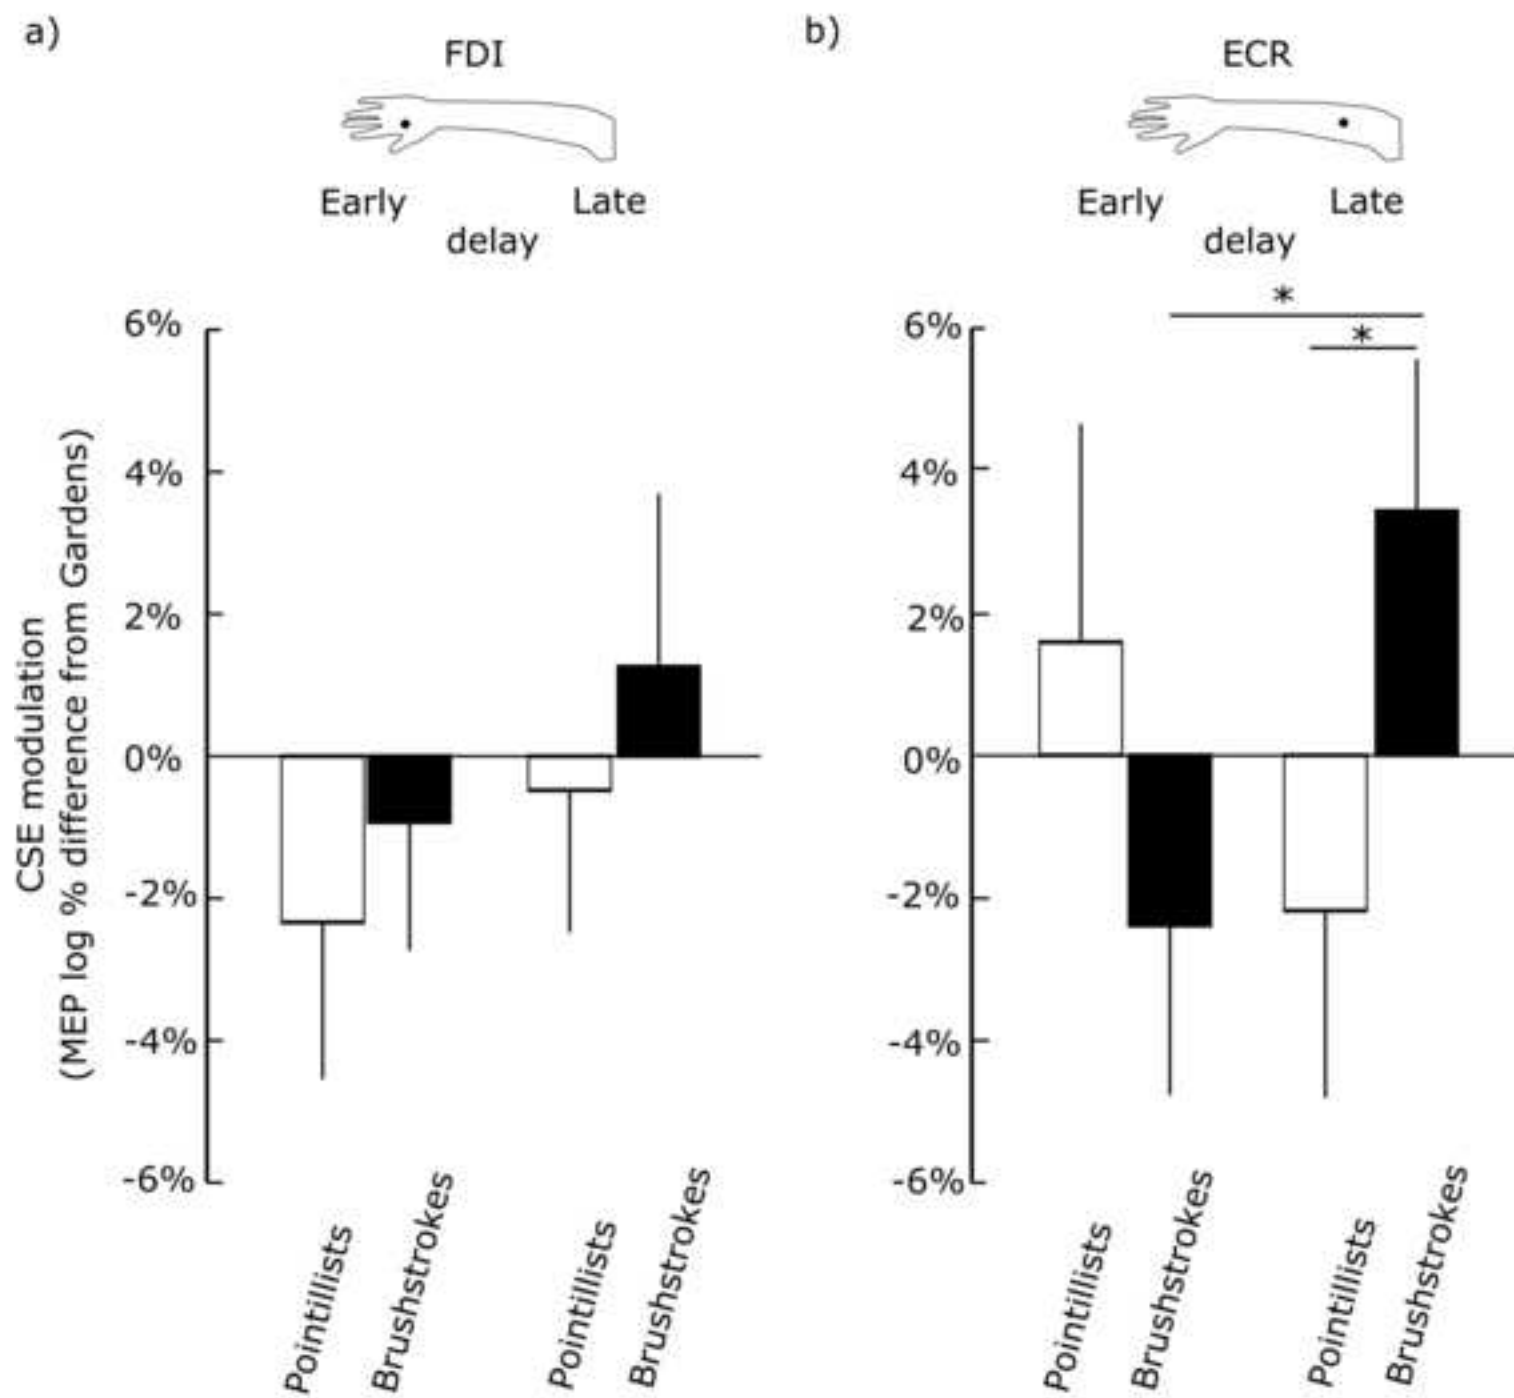 a)
FDI
Early
Late
delay
6%
4%
2%
0%
-2%
-4%
-6%
CSE modulation
(MEP log % difference from Gardens)
Pointillists
Brushstrokes
Pointillists
Brushstrokes
b)
ECR
Early
Late
delay
*
*
6%
4%
2%
0%
-2%
-4%
-6%
Pointillists
Brushstrokes
Pointillists
Brushstrokes